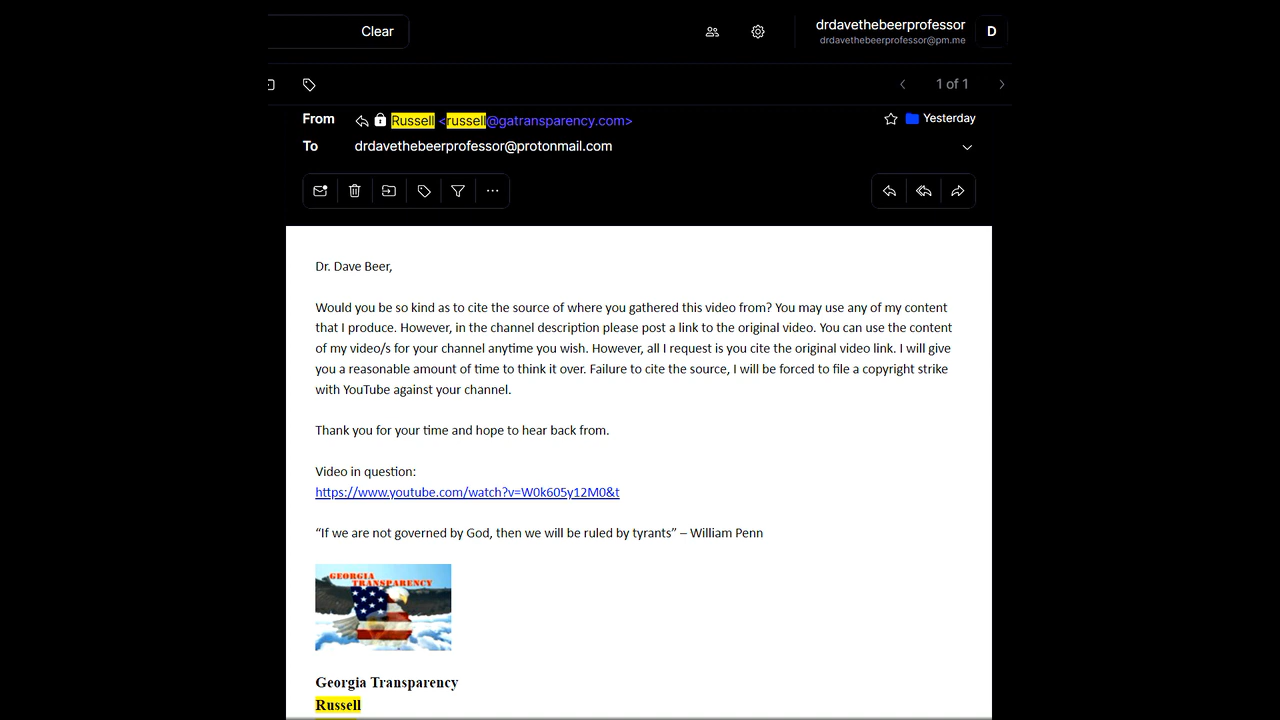 Clear
drdavethebeerprofessor
drdavethebeerprofessor@pm.me
D
1 of 1
From Russell <russell@gatransparency.com> Yesterday
To drdavethebeerprofessor@protonmail.com
Dr. Dave Beer,
Would you be so kind as to cite the source of where you gathered this video from? You may use any of my content
that I produce. However, in the channel description please post a link to the original video. You can use the content
of my video/s for your channel anytime you wish. However, all I request is you cite the original video link. I will give
you a reasonable amount of time to think it over. Failure to cite the source, I will be forced to file a copyright strike
with YouTube against your channel.
Thank you for your time and hope to hear back from.
Video in question:
https://www.youtube.com/watch?v=W0k605y12M0&t
“If we are not governed by God, then we will be ruled by tyrants” – William Penn
GEORGIA
TRANSPARENCY
Georgia Transparency
Russell